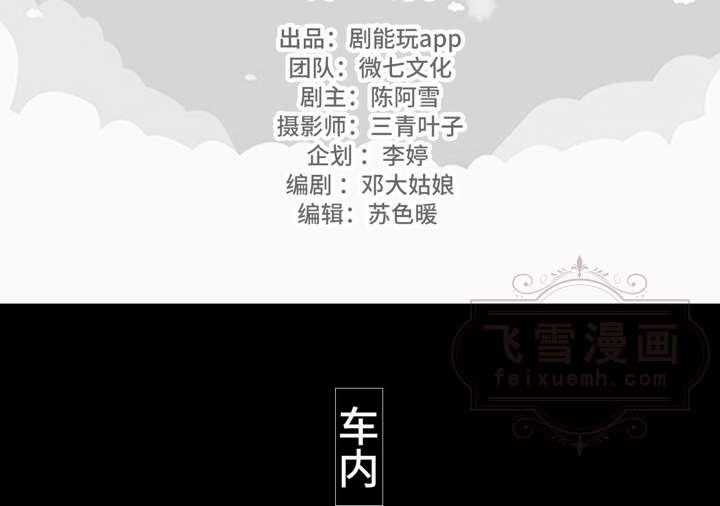 出品：剧能玩app
团队：微七文化
剧主：陈阿雪
摄影师：三青叶子
企划：李婷
编剧：邓大姑娘
编辑：苏色暖
飞雪漫画
feixuemh.com
车内